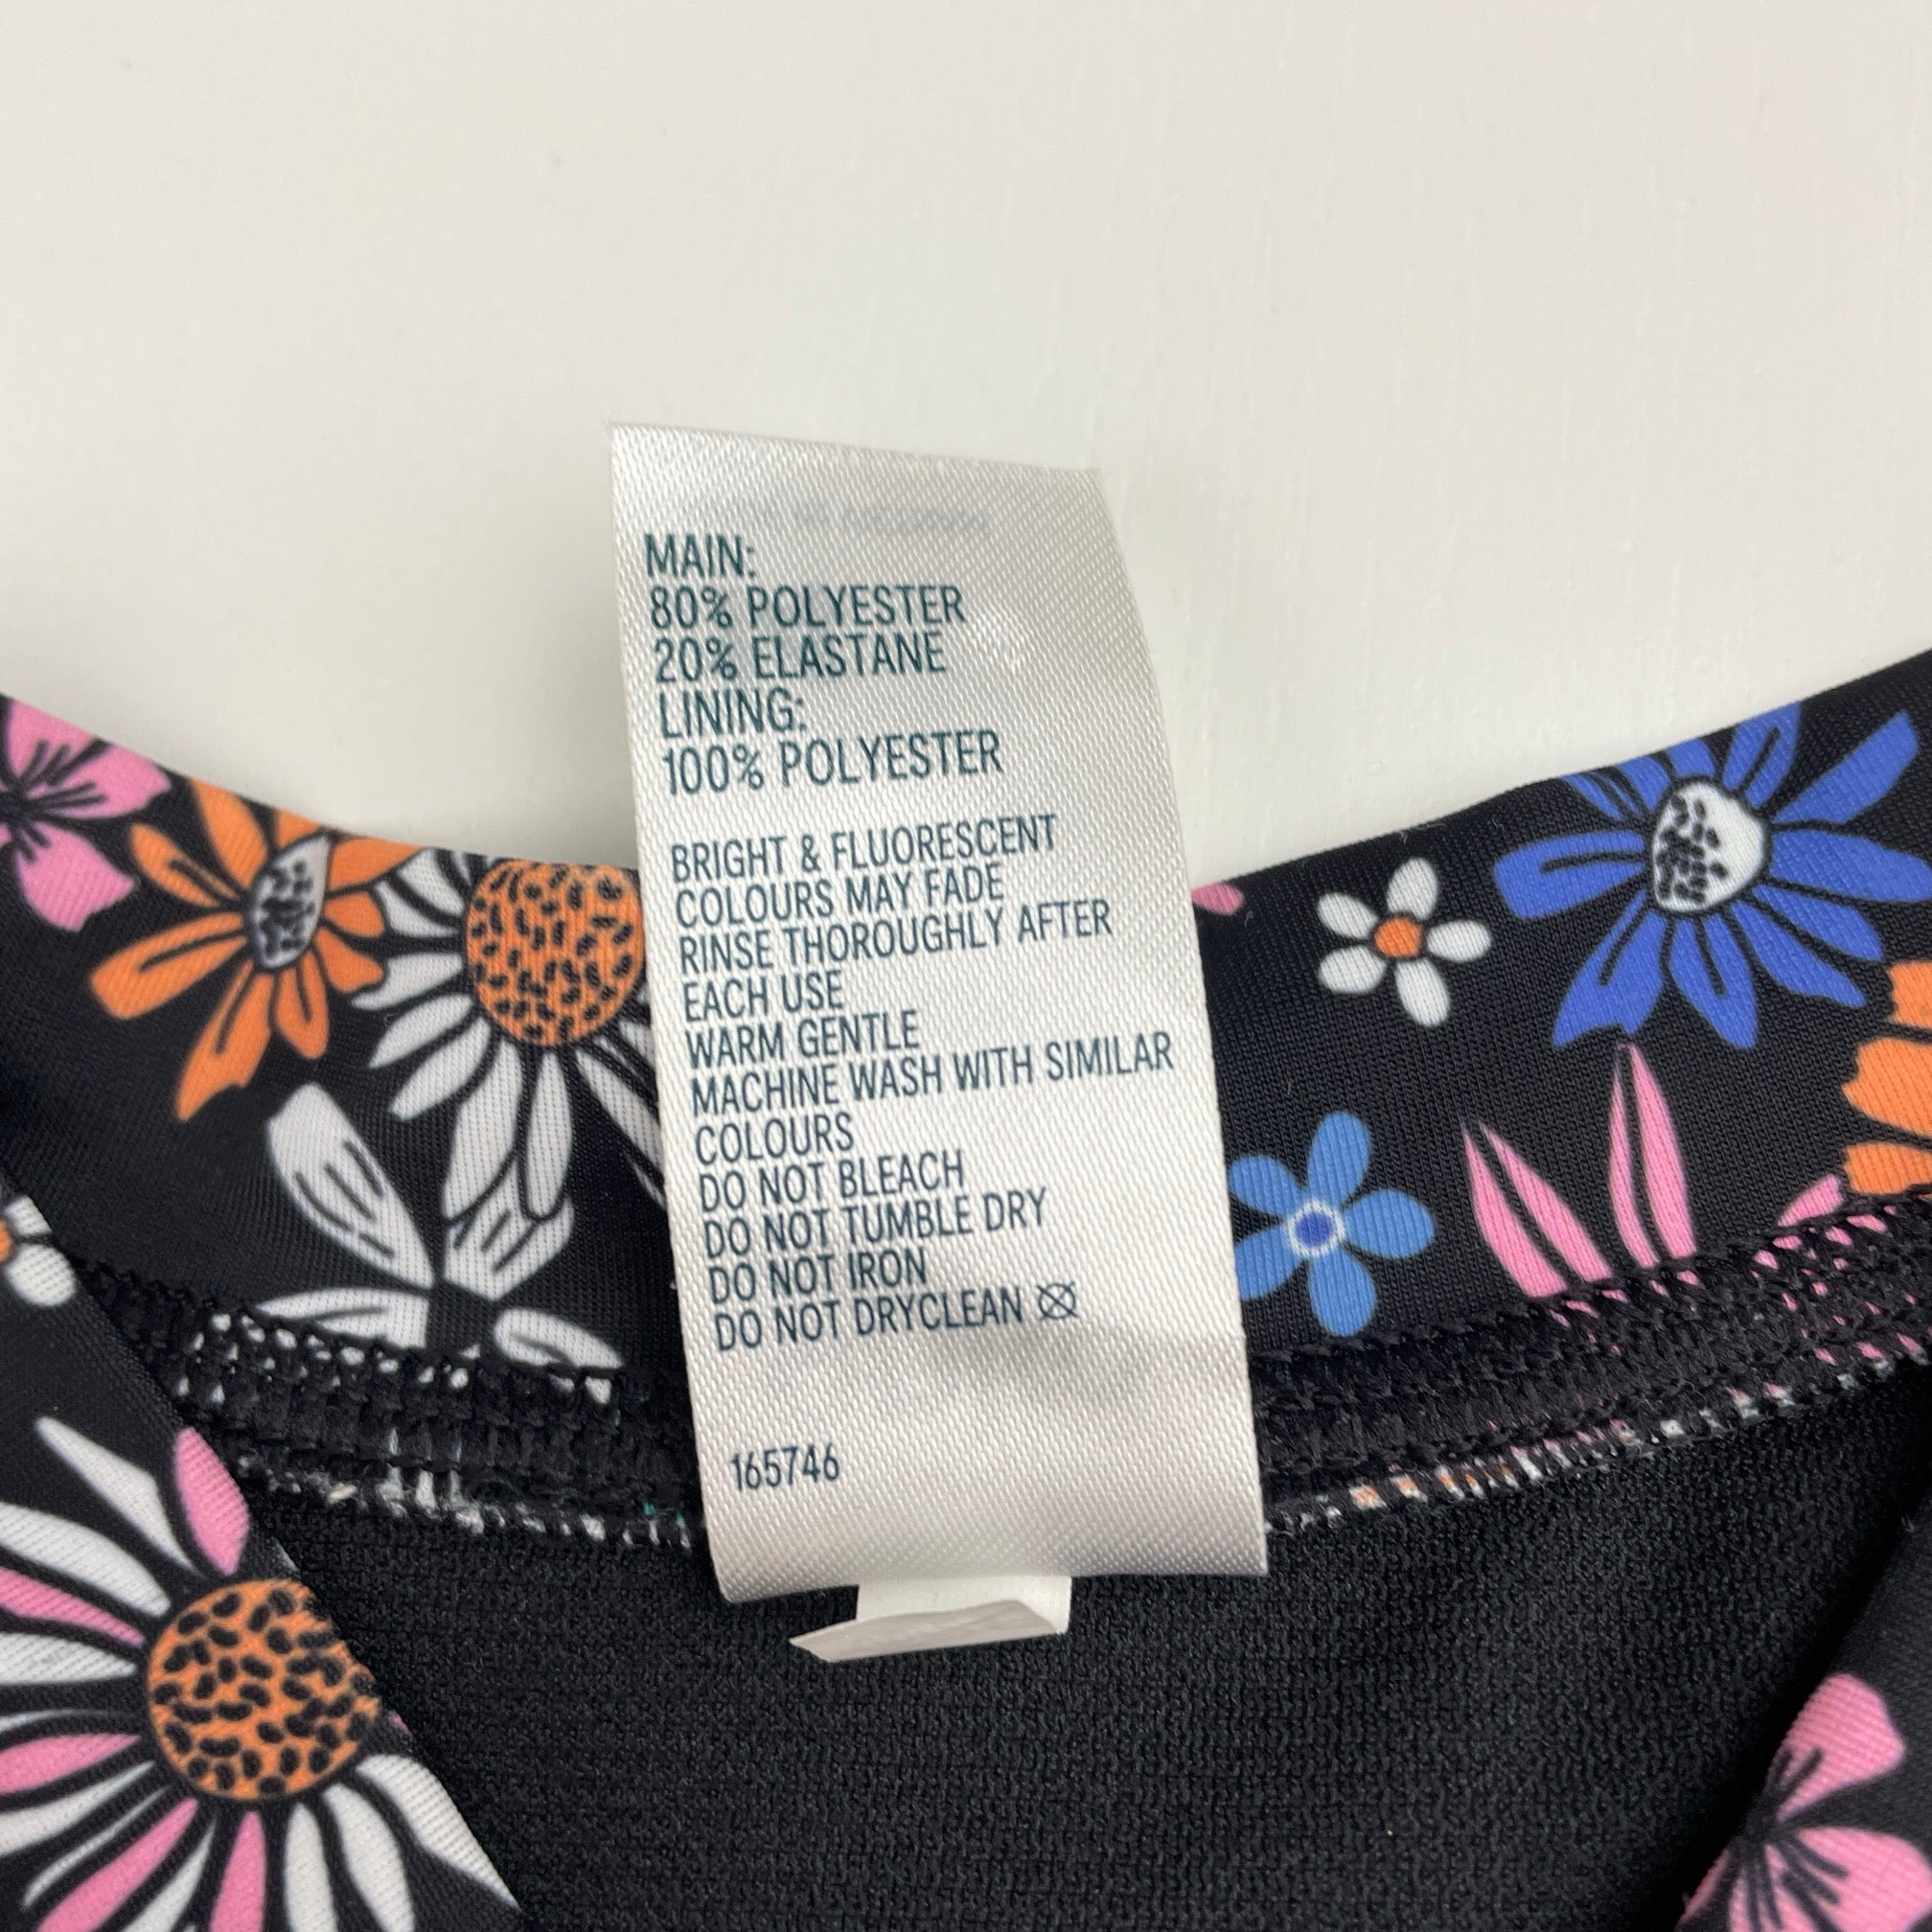 MAIN:
80% POLYESTER
20% ELASTANE
LINING:
100% POLYESTER
BRIGHT & FLUORESCENT
COLOURS MAY FADE
RINSE THOROUGHLY AFTER
EACH USE
WARM GENTLE
MACHINE WASH WITH SIMILAR
COLOURS
DO NOT BLEACH
DO NOT TUMBLE DRY
DO NOT IRON
DO NOT DRYCLEAN
165746